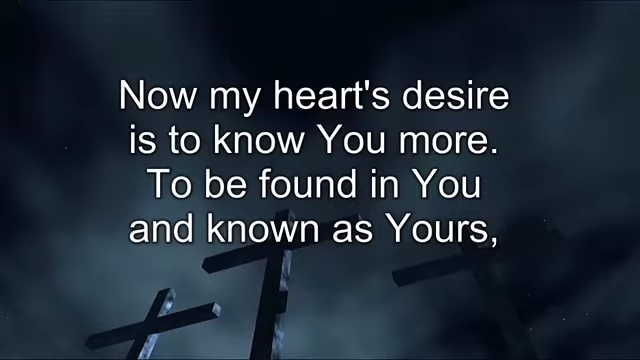 Now my heart's desire
is to know You more.
To be found in You
and known as Yours,